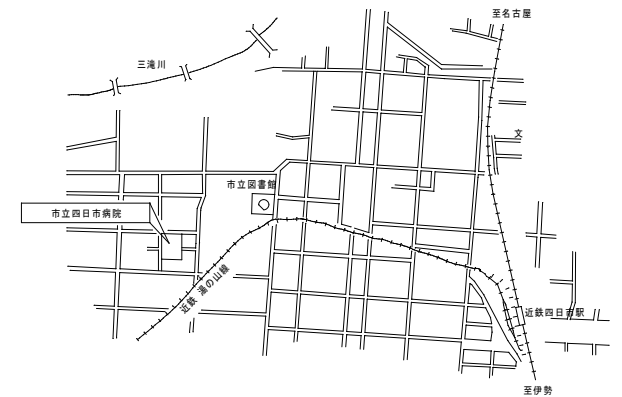 至名古屋
三滝川
文
市立図書館
市立四日市病院
近鉄 湯の山線
近鉄四日市駅
至伊勢